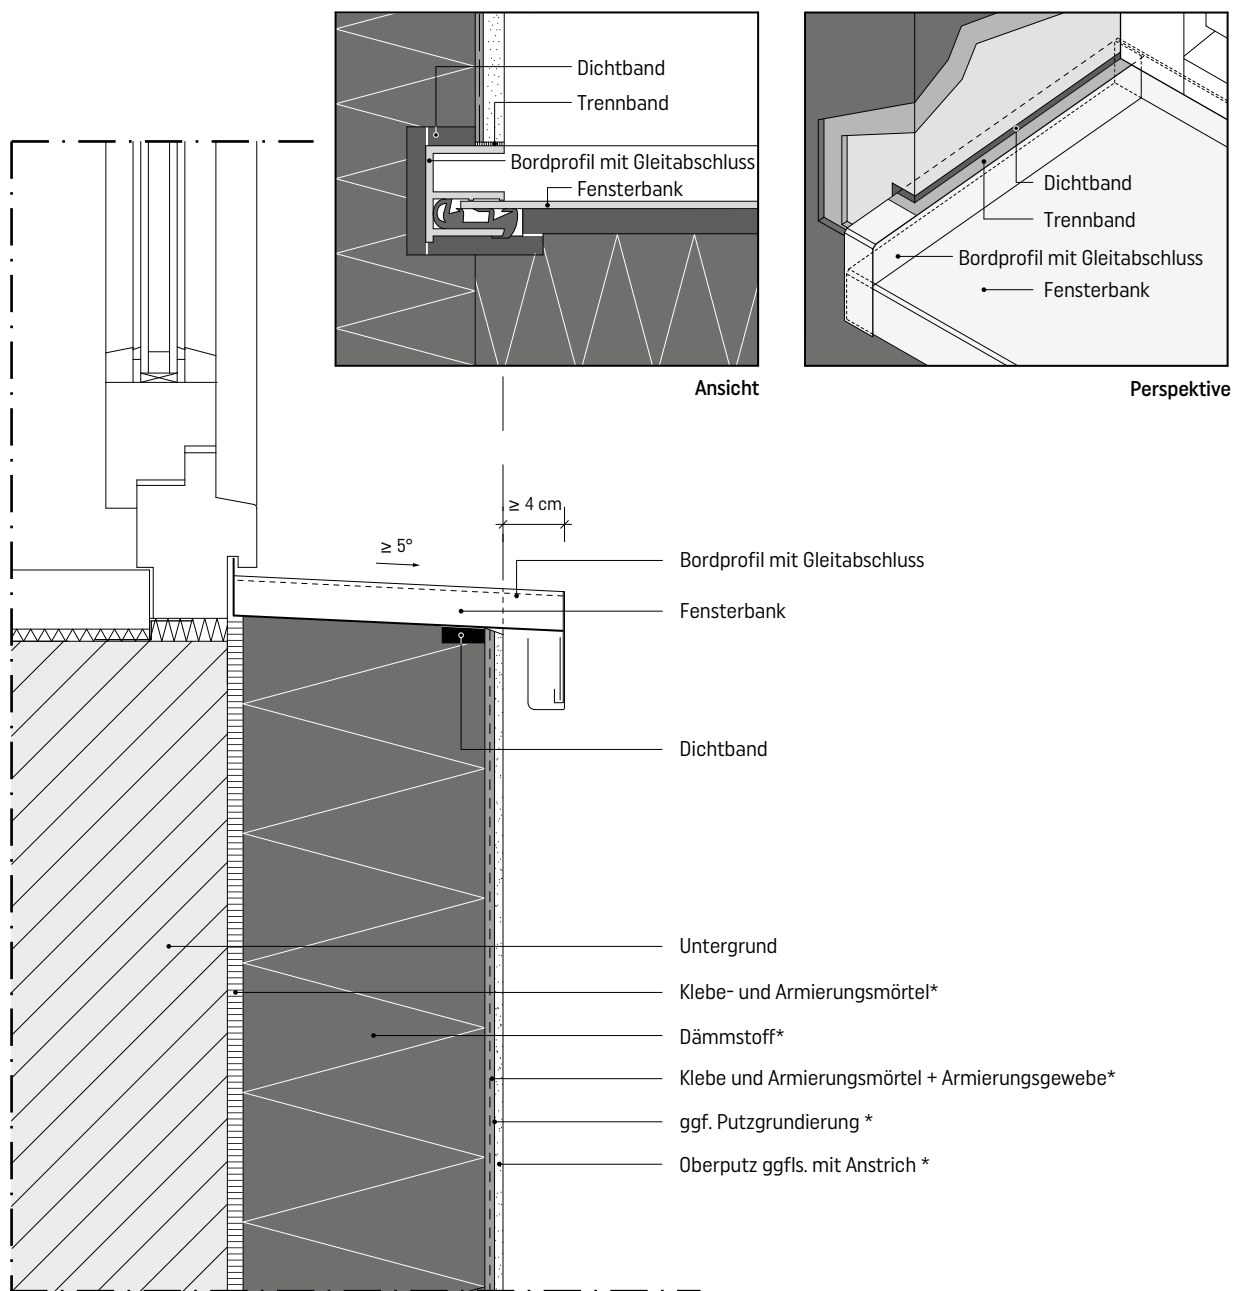 Dichtband
Trennband
Bordprofil mit Gleitabschluss
Fensterbank
Ansicht
Dichtband
Trennband
Bordprofil mit Gleitabschluss
Fensterbank
Perspektive
≥ 4 cm
≥ 5°
Bordprofil mit Gleitabschluss
Fensterbank
Dichtband
Untergrund
Klebe- und Armierungsmörtel*
Dämmstoff*
Klebe und Armierungsmörtel + Armierungsgewebe*
ggf. Putzgrundierung *
Oberputz ggfls. mit Anstrich *